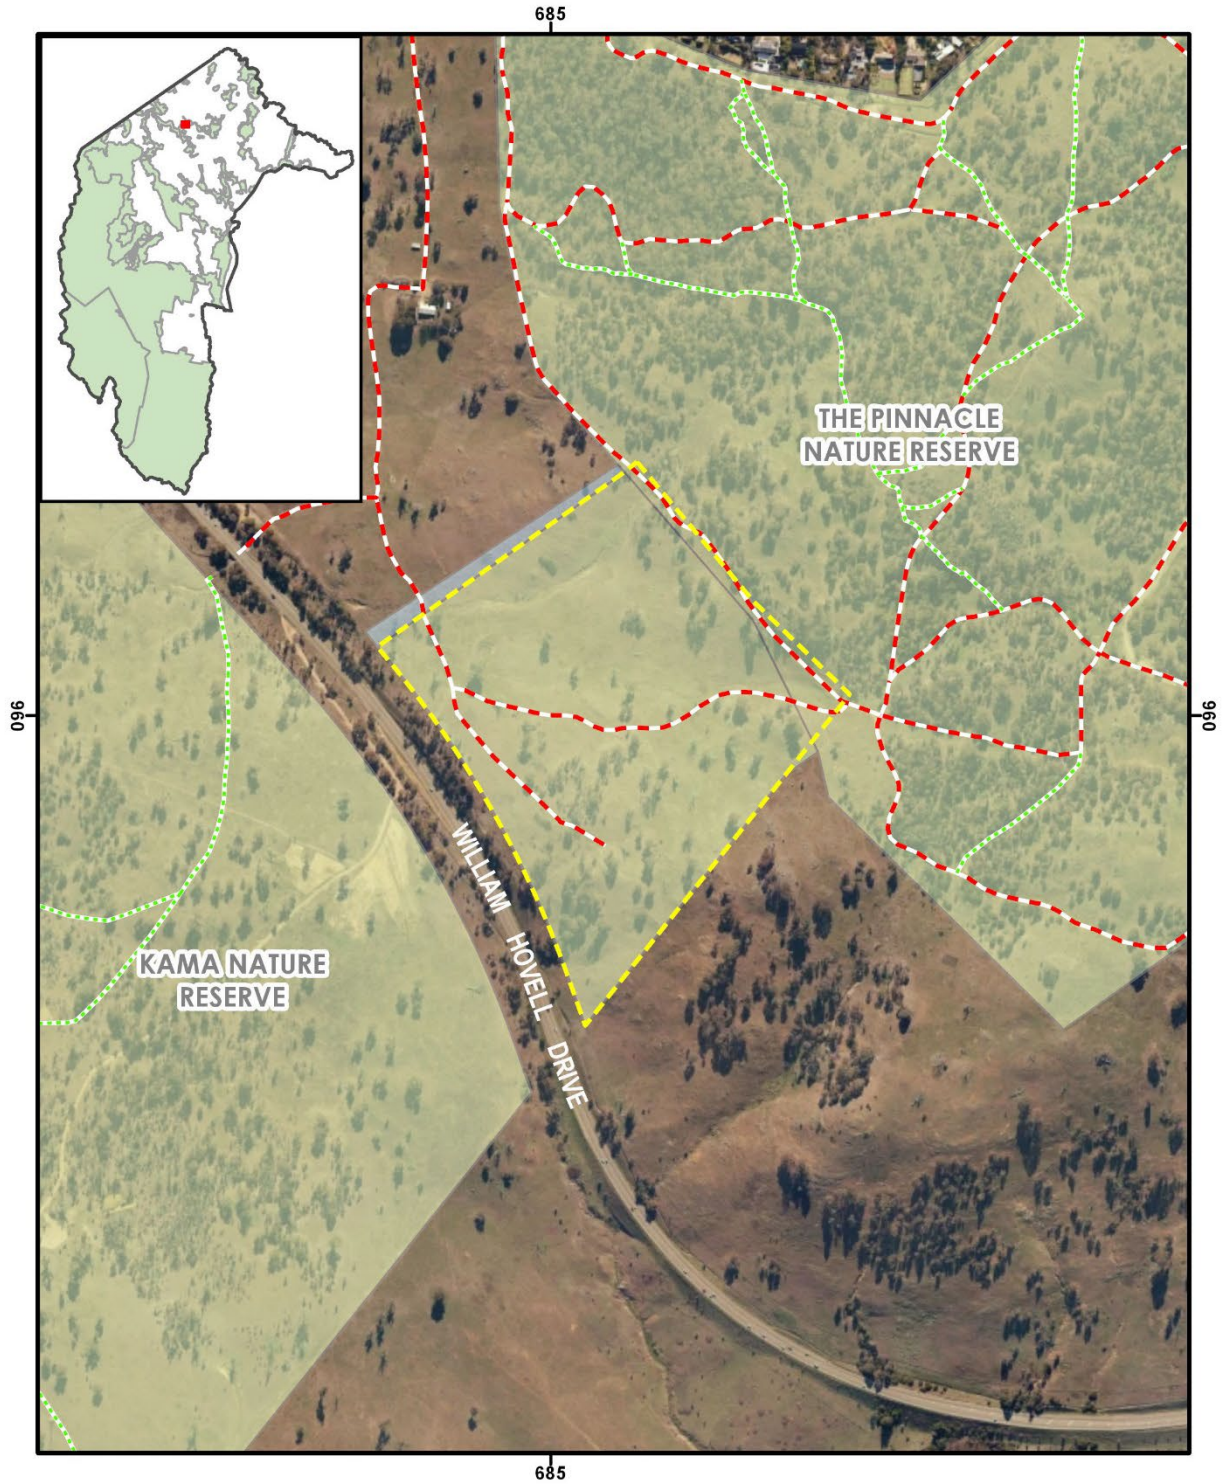 685
THE PINNACLE
NATURE RESERVE
096
096
WILLIAM HOVELL DRIVE
KAMA NATURE
RESERVE
685